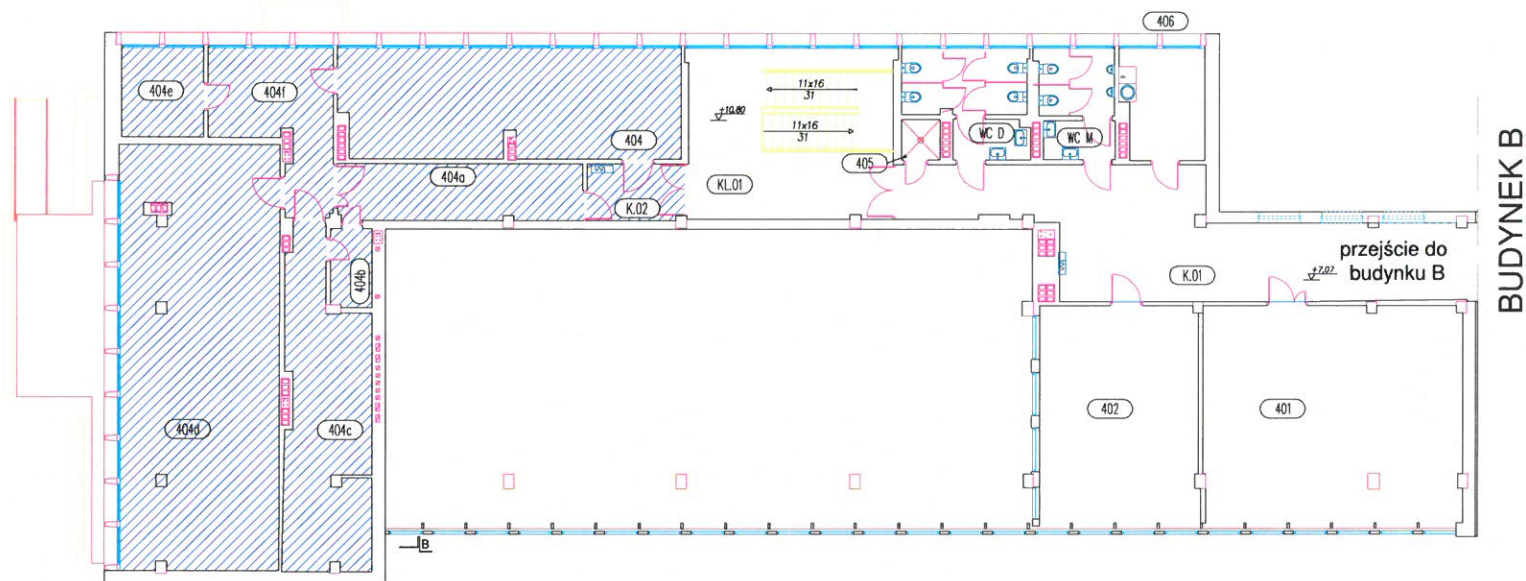 406
404e
404f
11x16
31
+10.80
11x16
31
404
WC D
WC M
405
404a
KL.01
K.02
przejście do
budynku B
K.01
+7.07
BUDYNEK B
404b
402
401
404d
404c
B